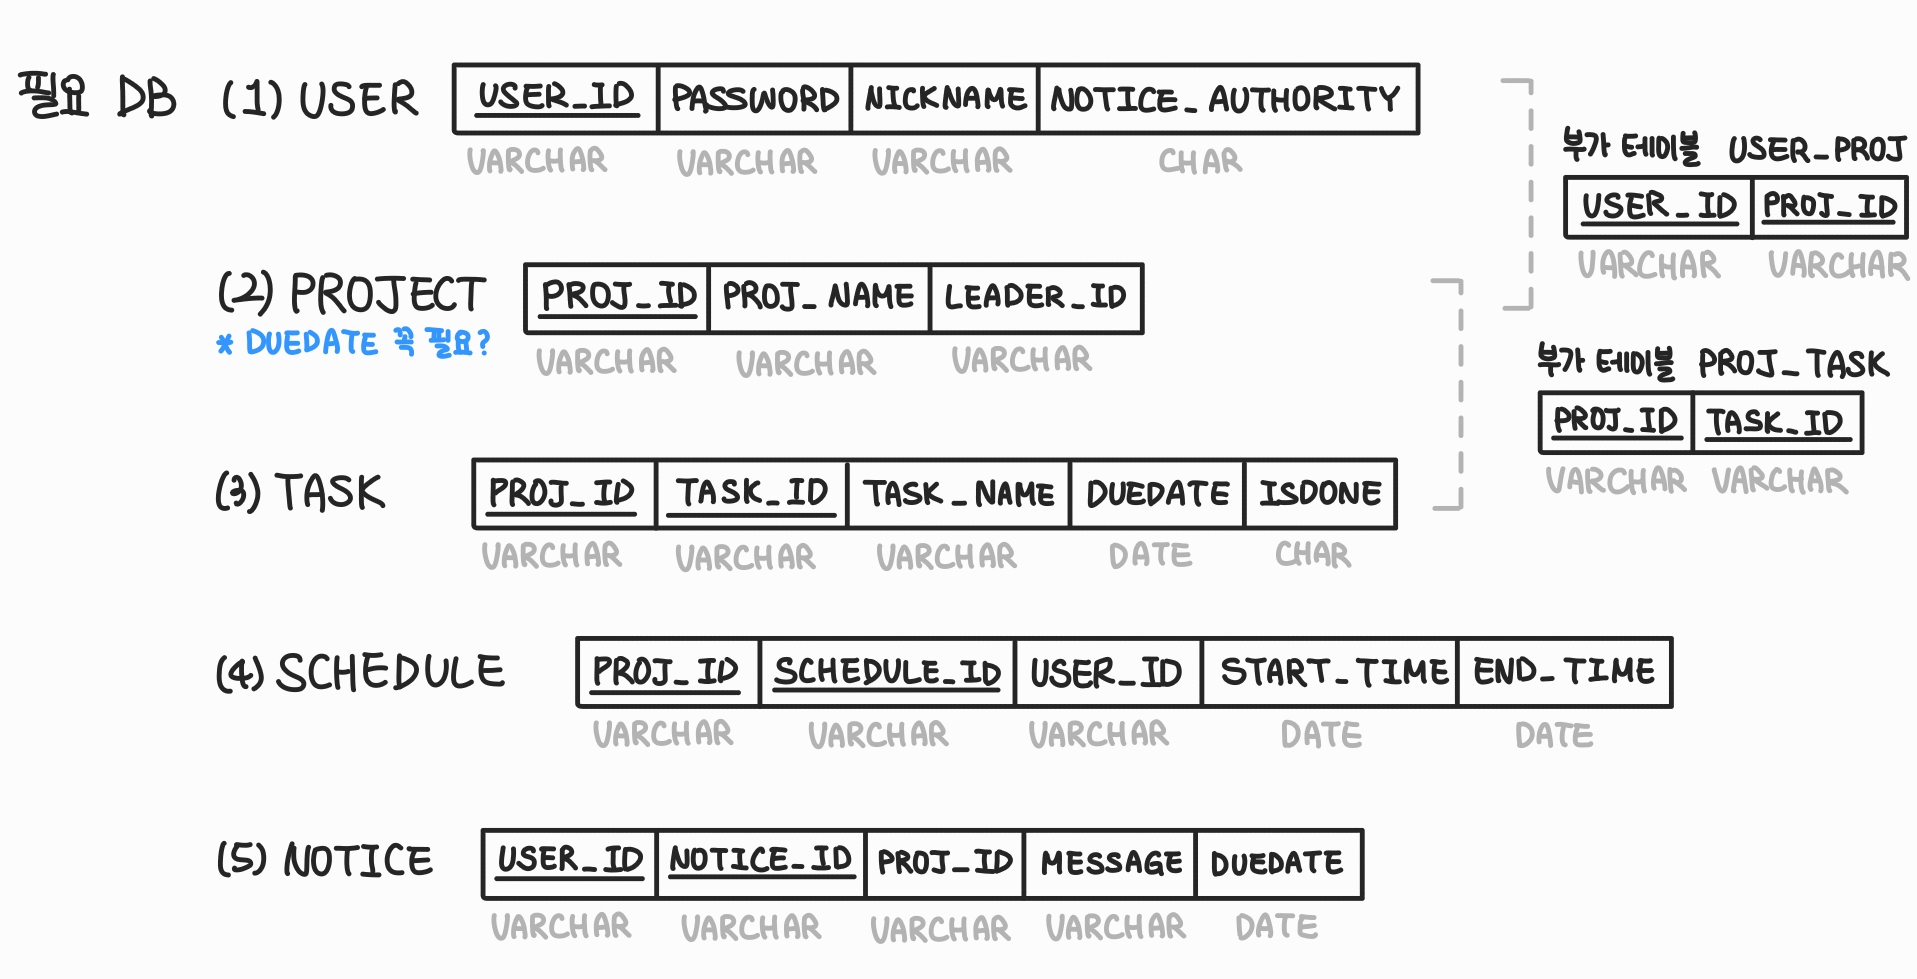 필요 DB (1) USER USER_ID PASSWORD NICKNAME NOTICE_AUTHORITY
VARCHAR VARCHAR VARCHAR CHAR
부가 테이블 USER_PROJ
USER_ID PROJ_ID
VARCHAR VARCHAR
(2) PROJECT PROJ_ID PROJ_NAME LEADER_ID
* DUEDATE 꼭 필요?
VARCHAR VARCHAR VARCHAR
부가 테이블 PROJ_TASK
PROJ_ID TASK_ID
VARCHAR VARCHAR
(3) TASK PROJ_ID TASK_ID TASK_NAME DUEDATE ISDONE
VARCHAR VARCHAR VARCHAR DATE CHAR
(4) SCHEDULE PROJ_ID SCHEDULE_ID USER_ID START_TIME END_TIME
VARCHAR VARCHAR VARCHAR DATE DATE
(5) NOTICE USER_ID NOTICE_ID PROJ_ID MESSAGE DUEDATE
VARCHAR VARCHAR VARCHAR VARCHAR DATE